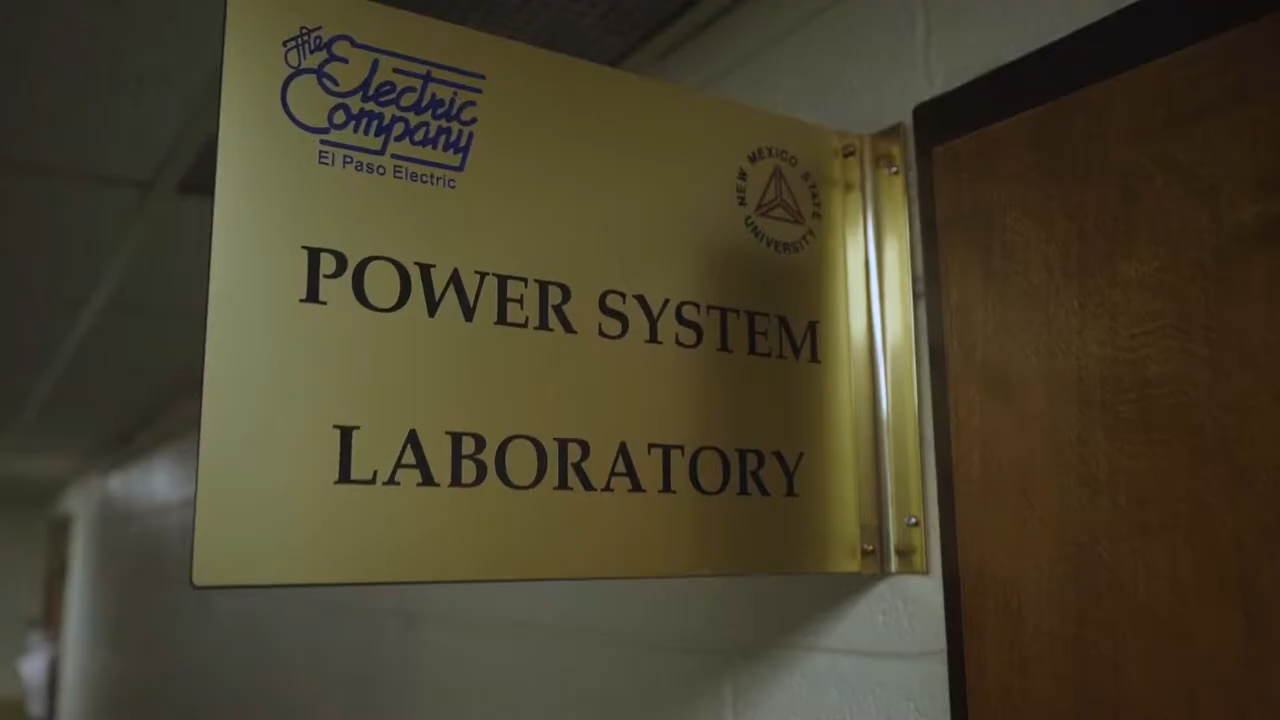 The
Electric
Company
El Paso Electric
NEW MEXICO STATE
UNIVERSITY
POWER SYSTEM
LABORATORY